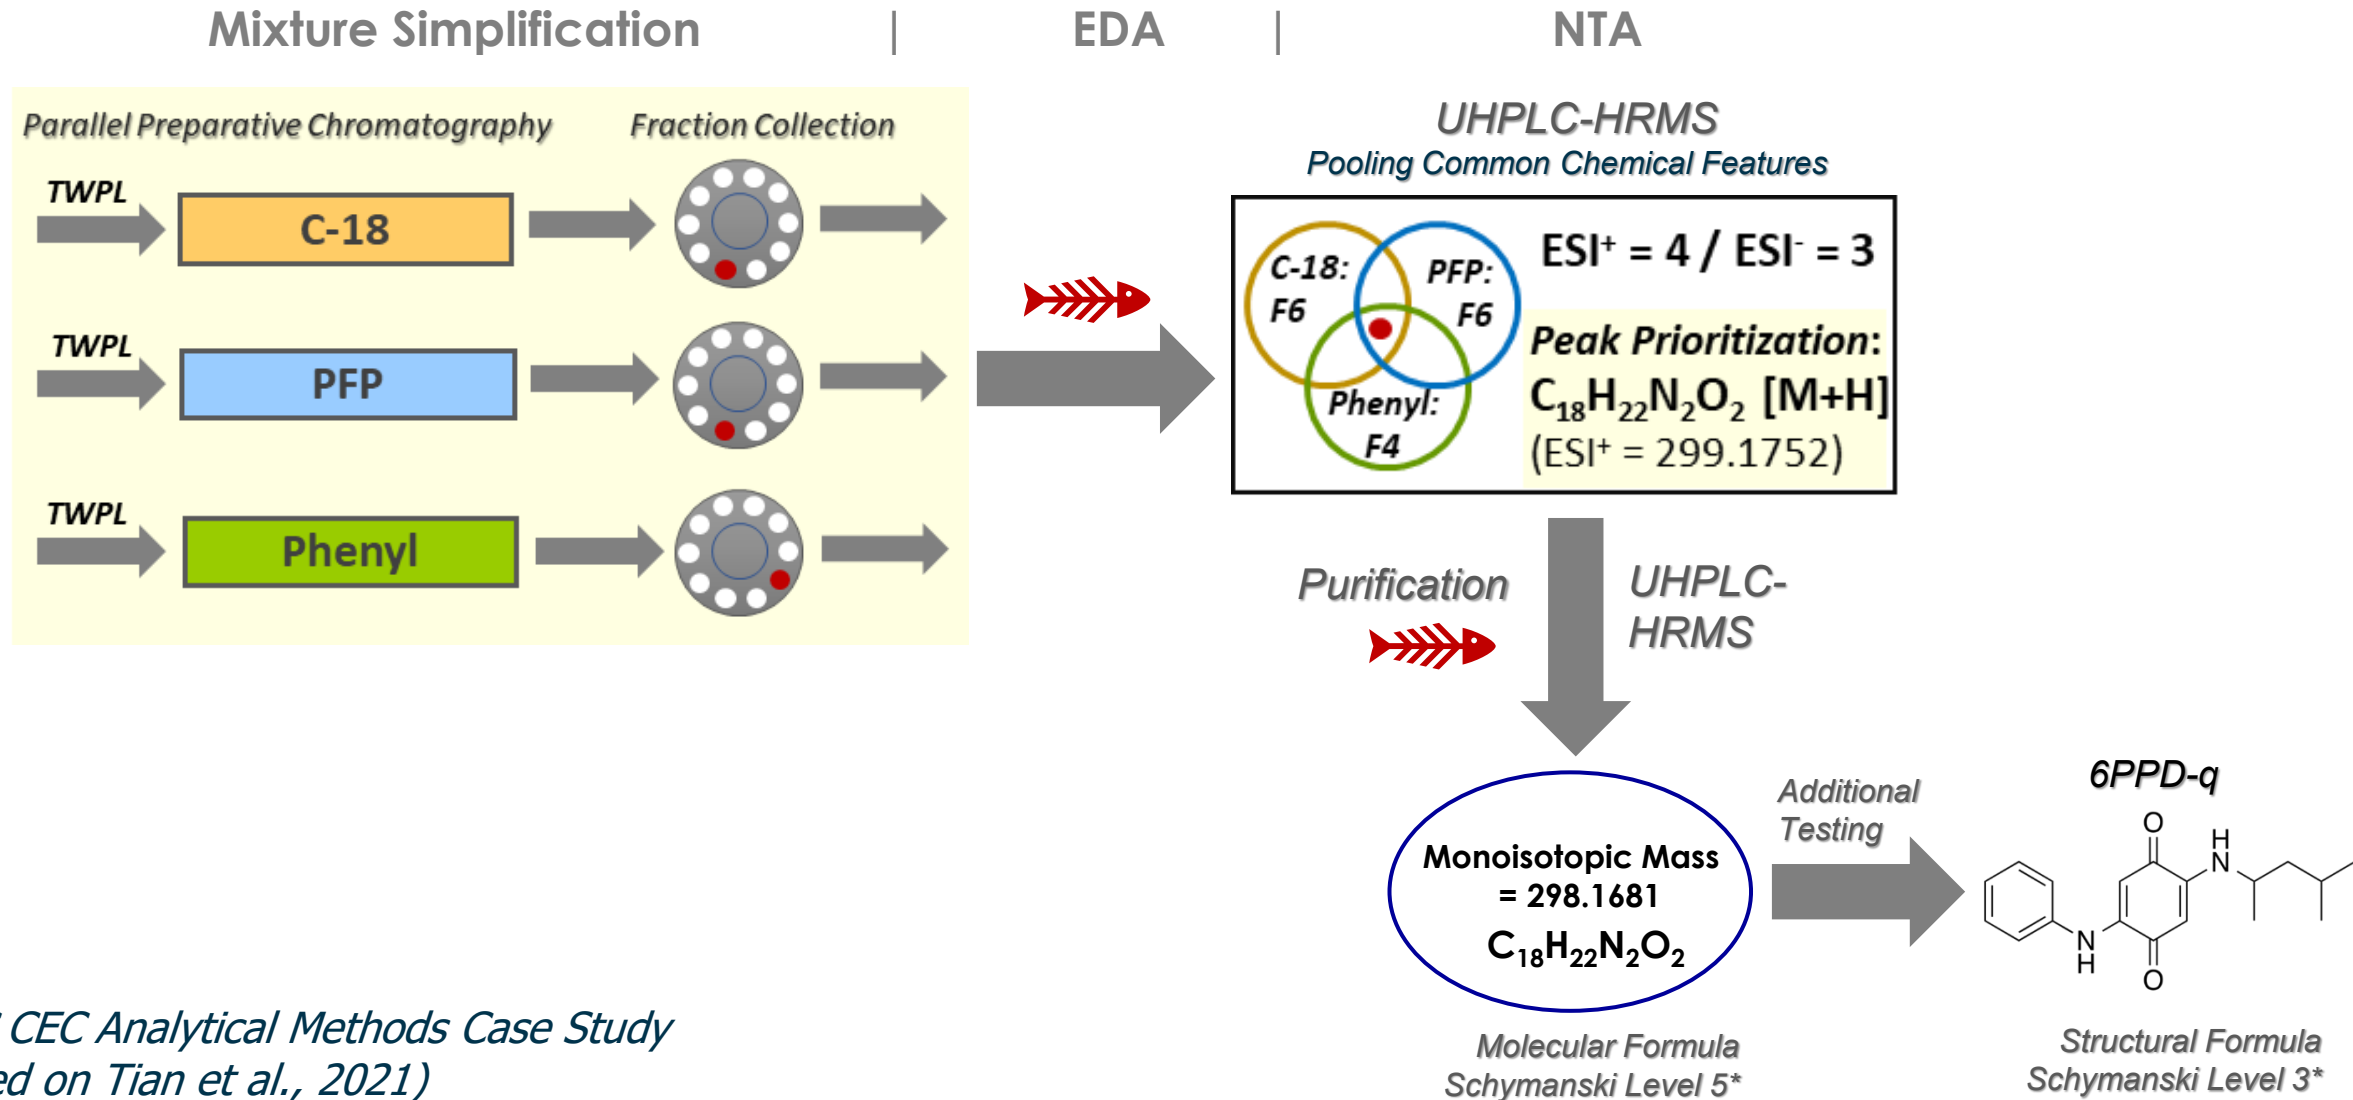 Mixture Simplification | EDA | NTA
Parallel Preparative Chromatography
Fraction Collection
TWPL
C-18
TWPL
PFP
TWPL
Phenyl
UHPLC-HRMS
Pooling Common Chemical Features
C-18:
F6
PFP:
F6
Phenyl:
F4
ESI⁺ = 4 / ESI⁻ = 3
Peak Prioritization:
C₁₈H₂₂N₂O₂ [M+H]
(ESI⁺ = 299.1752)
Purification
UHPLC-
HRMS
Monoisotopic Mass
= 298.1681
C₁₈H₂₂N₂O₂
Molecular Formula
Schymanski Level 5*
Additional
Testing
6PPD-q
O
H
N
N
H
O
Structural Formula
Schymanski Level 3*
CEC Analytical Methods Case Study
on Tian et al., 2021)